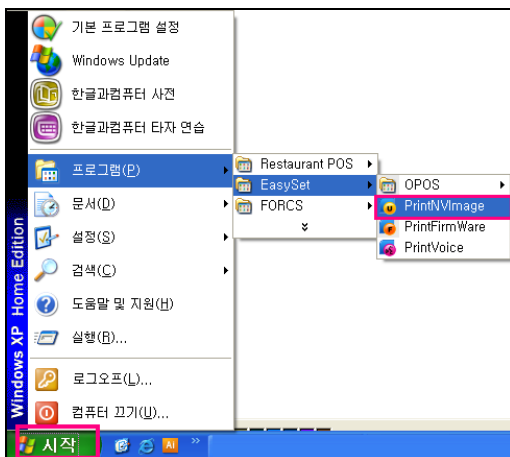 기본 프로그램 설정
Windows Update
한글과컴퓨터 사전
한글과컴퓨터 타자 연습
프로그램(P)
문서(D)
설정(S)
검색(C)
도움말 및 지원(H)
실행(R)...
로그오프(L)...
컴퓨터 끄기(U)...
Restaurant POS
EasySet
FORCS
OPOS
PrintNVImage
PrintFirmWare
PrintVoice
Windows XP Home Edition
시작